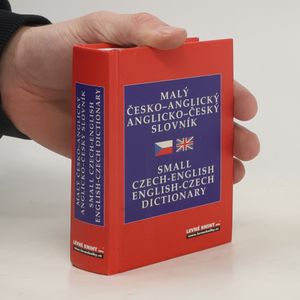 MALÝ
ČESKO–ANGLICKÝ
ANGLICKO–ČESKÝ
SLOVNÍK
SMALL
CZECH-ENGLISH
ENGLISH-CZECH
DICTIONARY
LEVNÉ KNIHY
MALÝ ČESKO–ANGLICKÝ
ANGLICKO–ČESKÝ SLOVNÍK
SMALL CZECH-ENGLISH
ENGLISH-CZECH DICTIONARY
LEVNÉ KNIHY